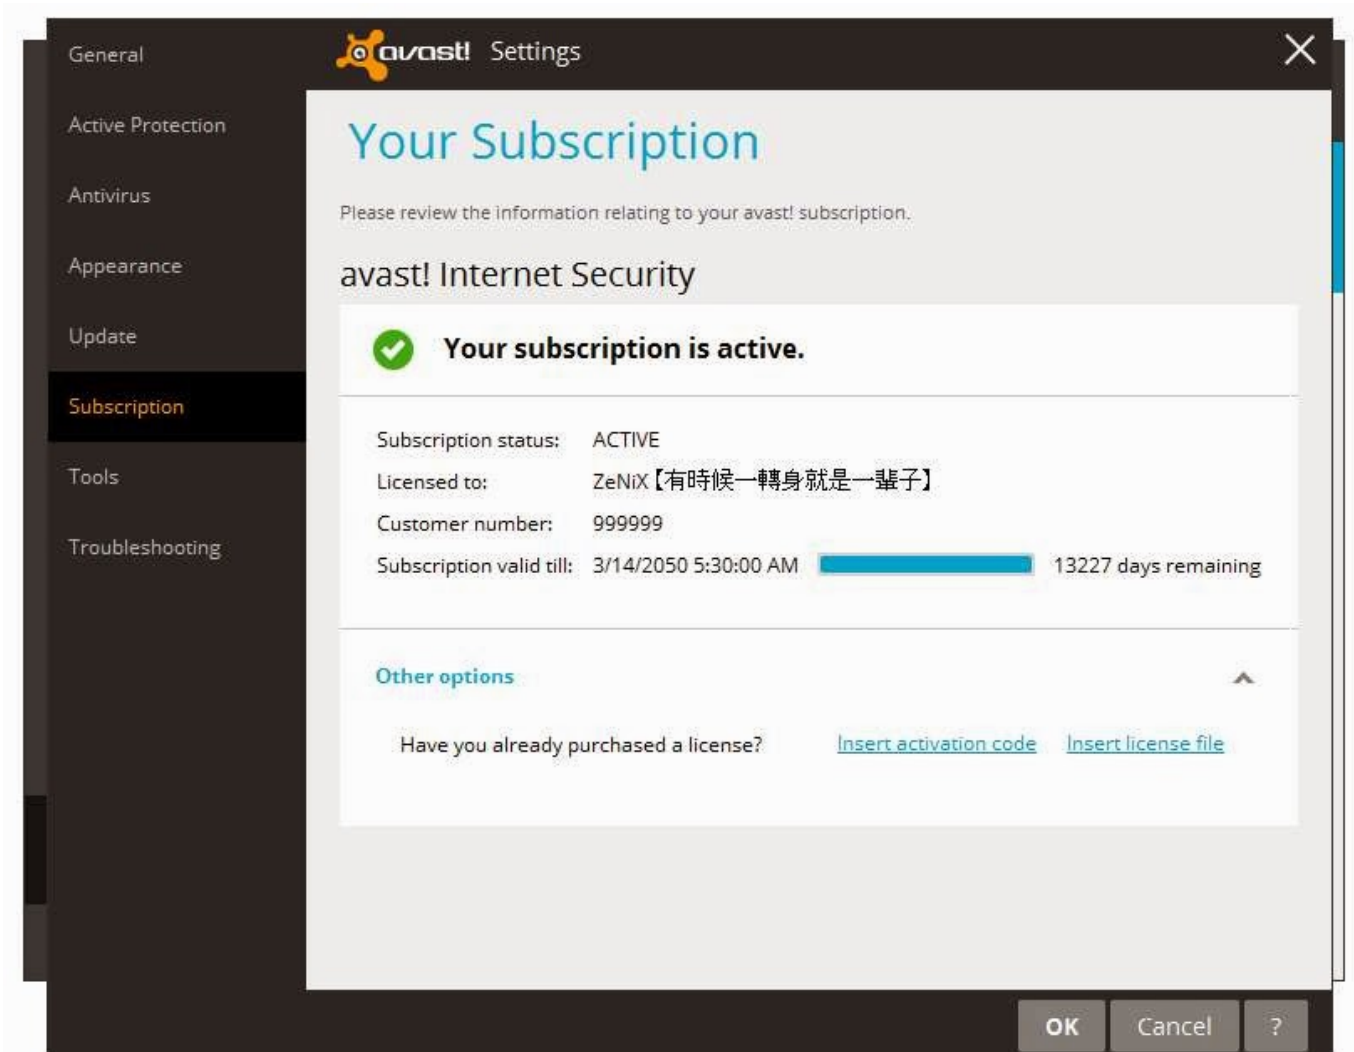 General
Active Protection
Antivirus
Appearance
Update
Subscription
Tools
Troubleshooting
avast! Settings
Your Subscription
Please review the information relating to your avast! subscription.
avast! Internet Security
Your subscription is active.
Subscription status: ACTIVE
Licensed to: ZeNiX【有時候一轉身就是一輩子】
Customer number: 999999
Subscription valid till: 3/14/2050 5:30:00 AM 13227 days remaining
Other options
Have you already purchased a license? Insert activation code Insert license file
OK Cancel ?